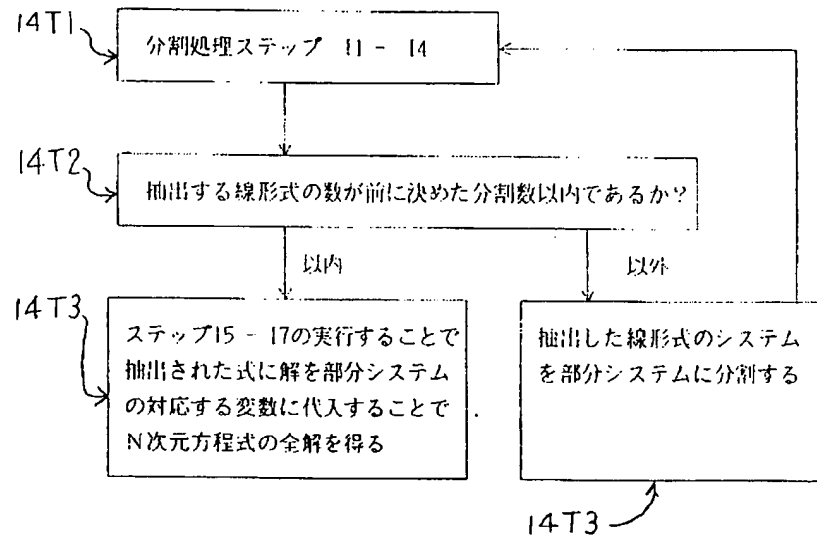 14T1
分割処理ステップ 11 - 14
14T2
抽出する線形式の数が前に決めた分割数以内であるか?
以内
以外
14T3
ステップ15 - 17の実行することで
抽出された式に解を部分システム
の対応する変数に代入することで
N次元方程式の全解を得る
抽出した線形式のシステム
を部分システムに分割する
14T3